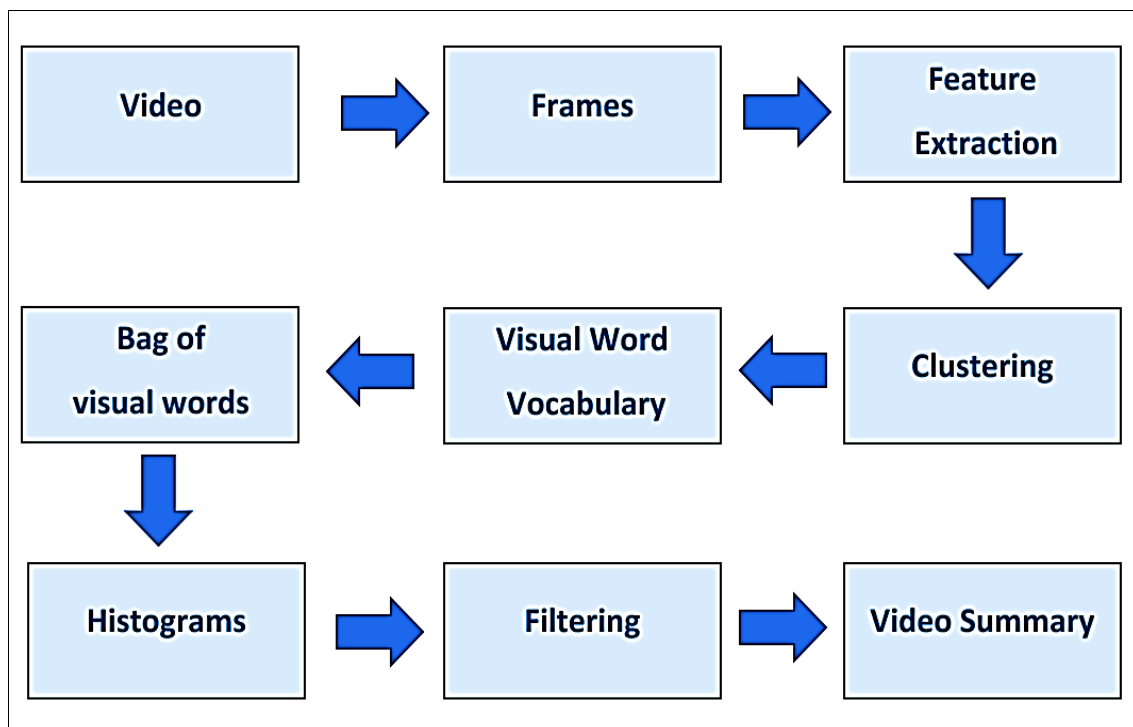 Video
Frames
Feature
Extraction
Clustering
Visual Word
Vocabulary
Bag of
visual words
Histograms
Filtering
Video Summary